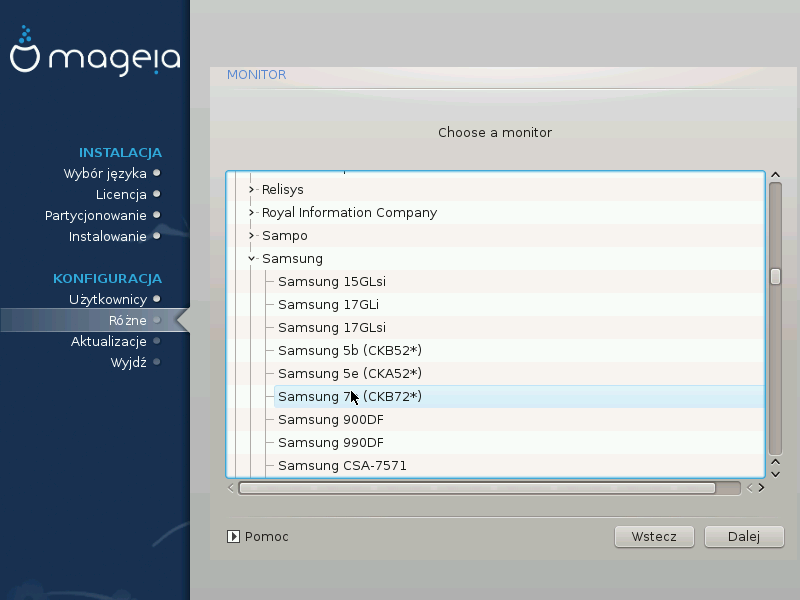 mageia
INSTALACJA
Wybór języka
Licencja
Partycjonowanie
Instalowanie
KONFIGURACJA
Użytkownicy
Różne
Aktualizacje
Wyjdź
MONITOR
Choose a monitor
Relisys
Royal Information Company
Sampo
Samsung
Samsung 15GLsi
Samsung 17GLi
Samsung 17GLsi
Samsung 5b (CKB52*)
Samsung 5e (CKA52*)
Samsung (CKB72*)
Samsung 900DF
Samsung 990DF
Samsung CSA-7571
Pomoc
Wstecz
Dalej